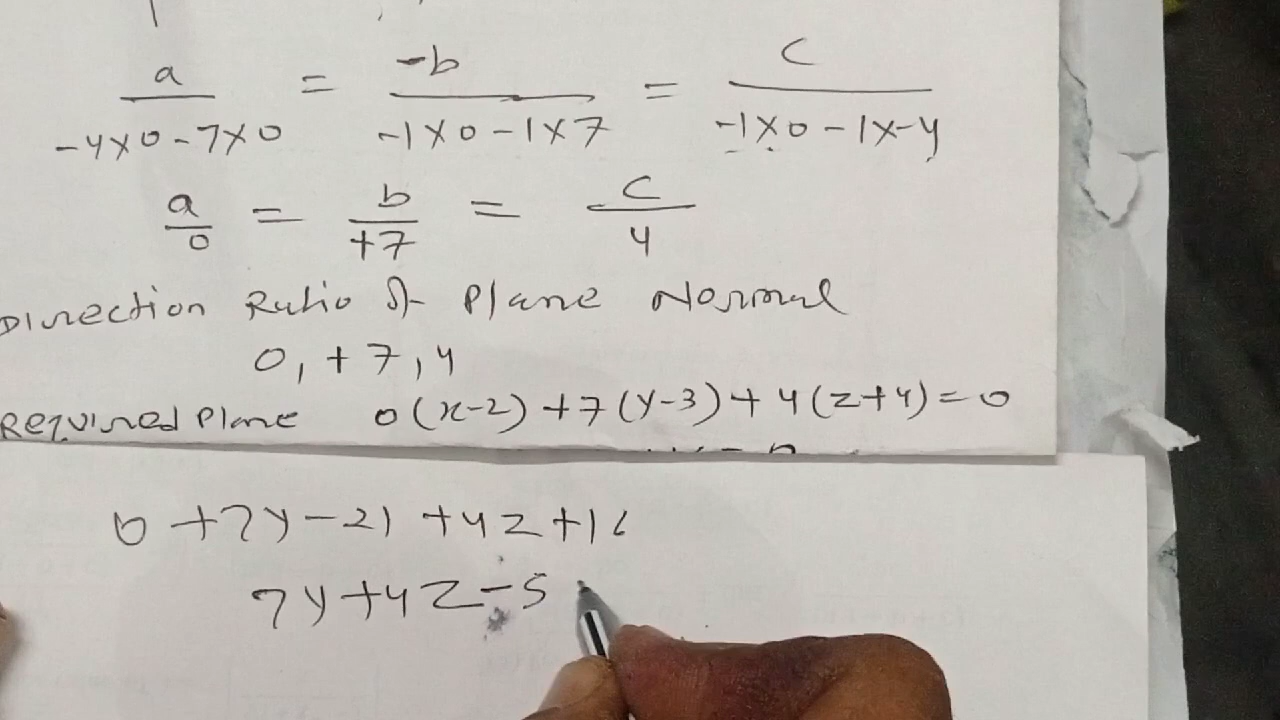 a = -b = c
-4×0-7×0 -1×0-1×7 -1×0-1×-4
a/0 = b/+7 = c/4
Direction Ratio of Plane Normal
0, +7, 4
Required Plane 0(x-2)+7(y-3)+4(z+4)=0
0+7y-21+4z+16
7y+4z-5